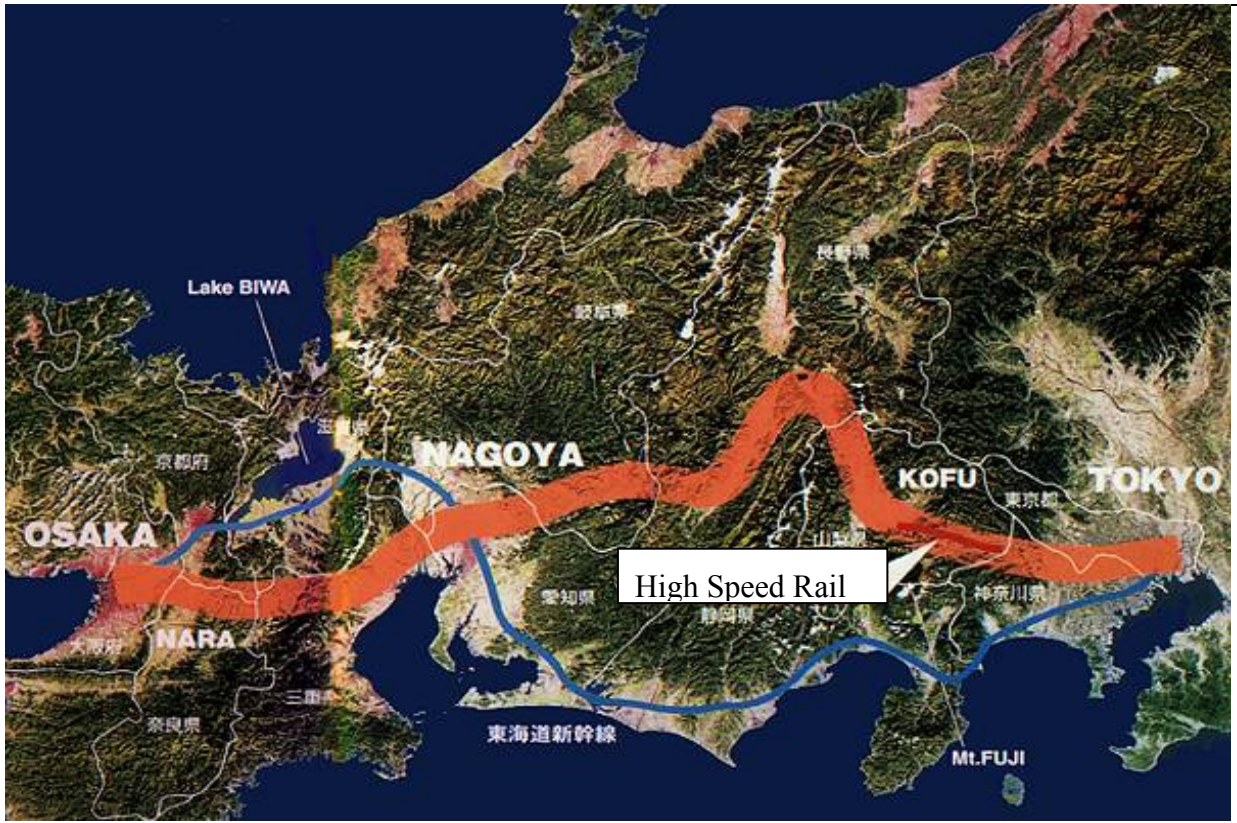 Lake BIWA
長野県
岐阜県
京都府
NAGOYA
KOFU
TOKYO
東京都
OSAKA
山梨県
High Speed Rail
神奈川県
愛知県
静岡県
NARA
大阪府
三重
奈良県
東海道新幹線
Mt.FUJI